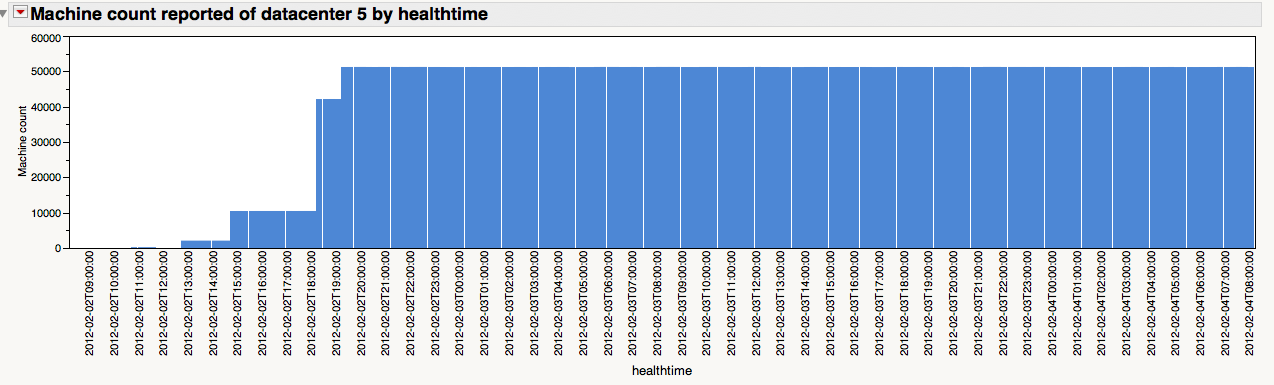 Machine count reported of datacenter 5 by healthtime
60000
50000
40000
30000
20000
10000
0
Machine count
2012-02-02T09:00:00
2012-02-02T10:00:00
2012-02-02T11:00:00
2012-02-02T12:00:00
2012-02-02T13:00:00
2012-02-02T14:00:00
2012-02-02T15:00:00
2012-02-02T16:00:00
2012-02-02T17:00:00
2012-02-02T18:00:00
2012-02-02T19:00:00
2012-02-02T20:00:00
2012-02-02T21:00:00
2012-02-02T22:00:00
2012-02-02T23:00:00
2012-02-03T00:00:00
2012-02-03T01:00:00
2012-02-03T02:00:00
2012-02-03T03:00:00
2012-02-03T04:00:00
2012-02-03T05:00:00
2012-02-03T06:00:00
2012-02-03T07:00:00
2012-02-03T08:00:00
2012-02-03T09:00:00
2012-02-03T10:00:00
2012-02-03T11:00:00
2012-02-03T12:00:00
2012-02-03T13:00:00
2012-02-03T14:00:00
2012-02-03T15:00:00
2012-02-03T16:00:00
2012-02-03T17:00:00
2012-02-03T18:00:00
2012-02-03T19:00:00
2012-02-03T20:00:00
2012-02-03T21:00:00
2012-02-03T22:00:00
2012-02-03T23:00:00
2012-02-04T00:00:00
2012-02-04T01:00:00
2012-02-04T02:00:00
2012-02-04T03:00:00
2012-02-04T04:00:00
2012-02-04T05:00:00
2012-02-04T06:00:00
2012-02-04T07:00:00
2012-02-04T08:00:00
healthtime